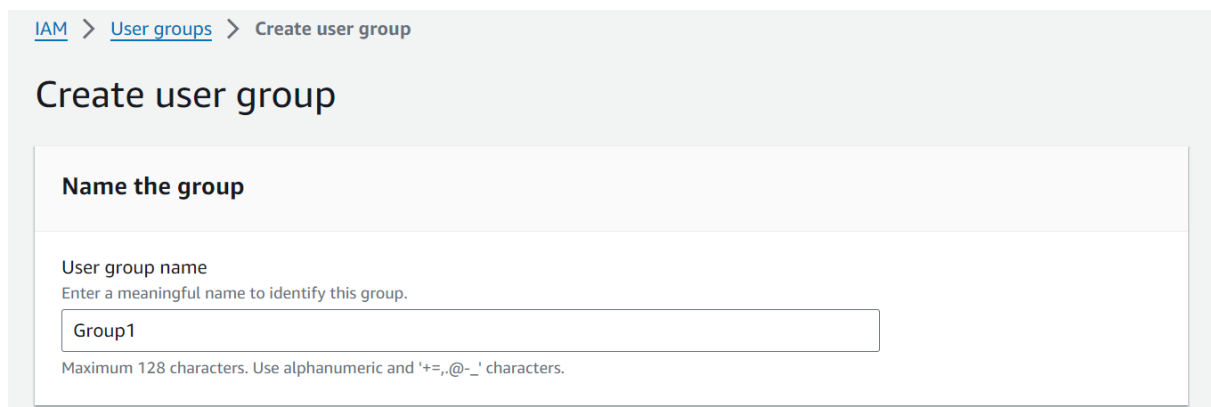 IAM > User groups > Create user group
Create user group
Name the group
User group name
Enter a meaningful name to identify this group.
Group1
Maximum 128 characters. Use alphanumeric and '+=,.@-_' characters.